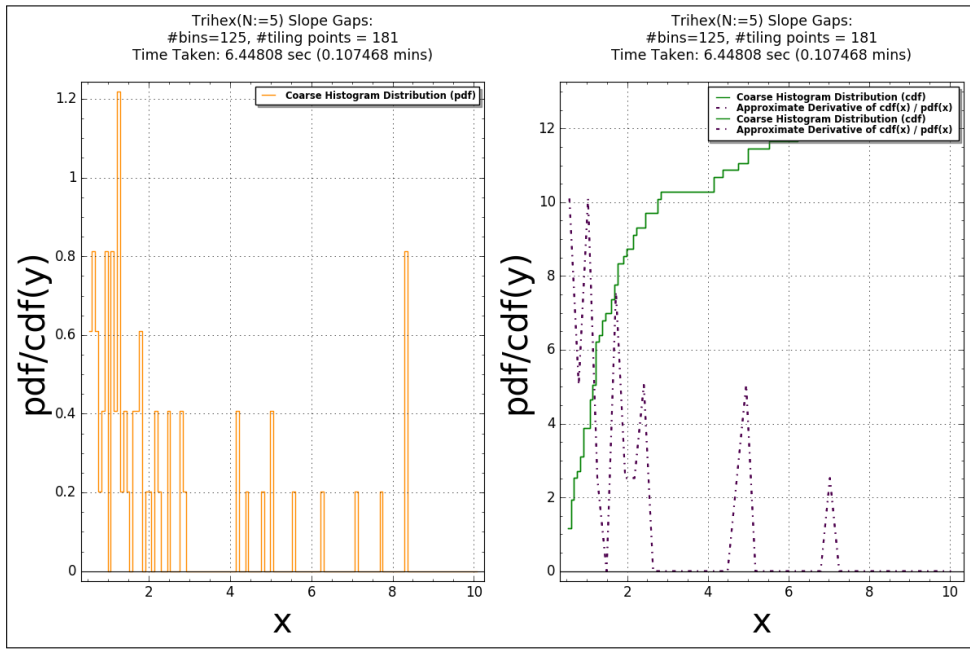 Trihex(N:=5) Slope Gaps:
#bins=125, #tiling points = 181
Time Taken: 6.44808 sec (0.107468 mins)
Coarse Histogram Distribution (pdf)
1.2
1
0.8
0.6
0.4
0.2
0
2
4
6
8
10
pdf/cdf(y)
x
Trihex(N:=5) Slope Gaps:
#bins=125, #tiling points = 181
Time Taken: 6.44808 sec (0.107468 mins)
Coarse Histogram Distribution (cdf)
Approximate Derivative of cdf(x) / pdf(x)
Coarse Histogram Distribution (cdf)
Approximate Derivative of cdf(x) / pdf(x)
12
10
8
6
4
2
0
2
4
6
8
10
pdf/cdf(y)
x